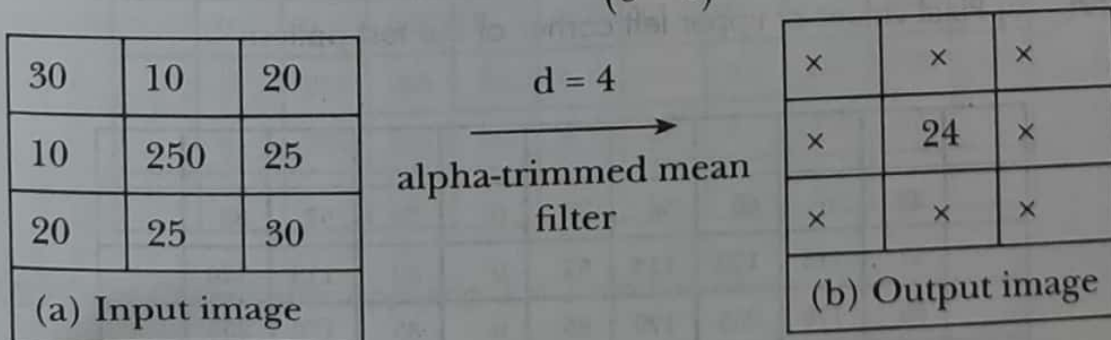 30 10 20
10 250 25
20 25 30
(a) Input image
d = 4
alpha-trimmed mean
filter
× × ×
× 24 ×
× × ×
(b) Output image